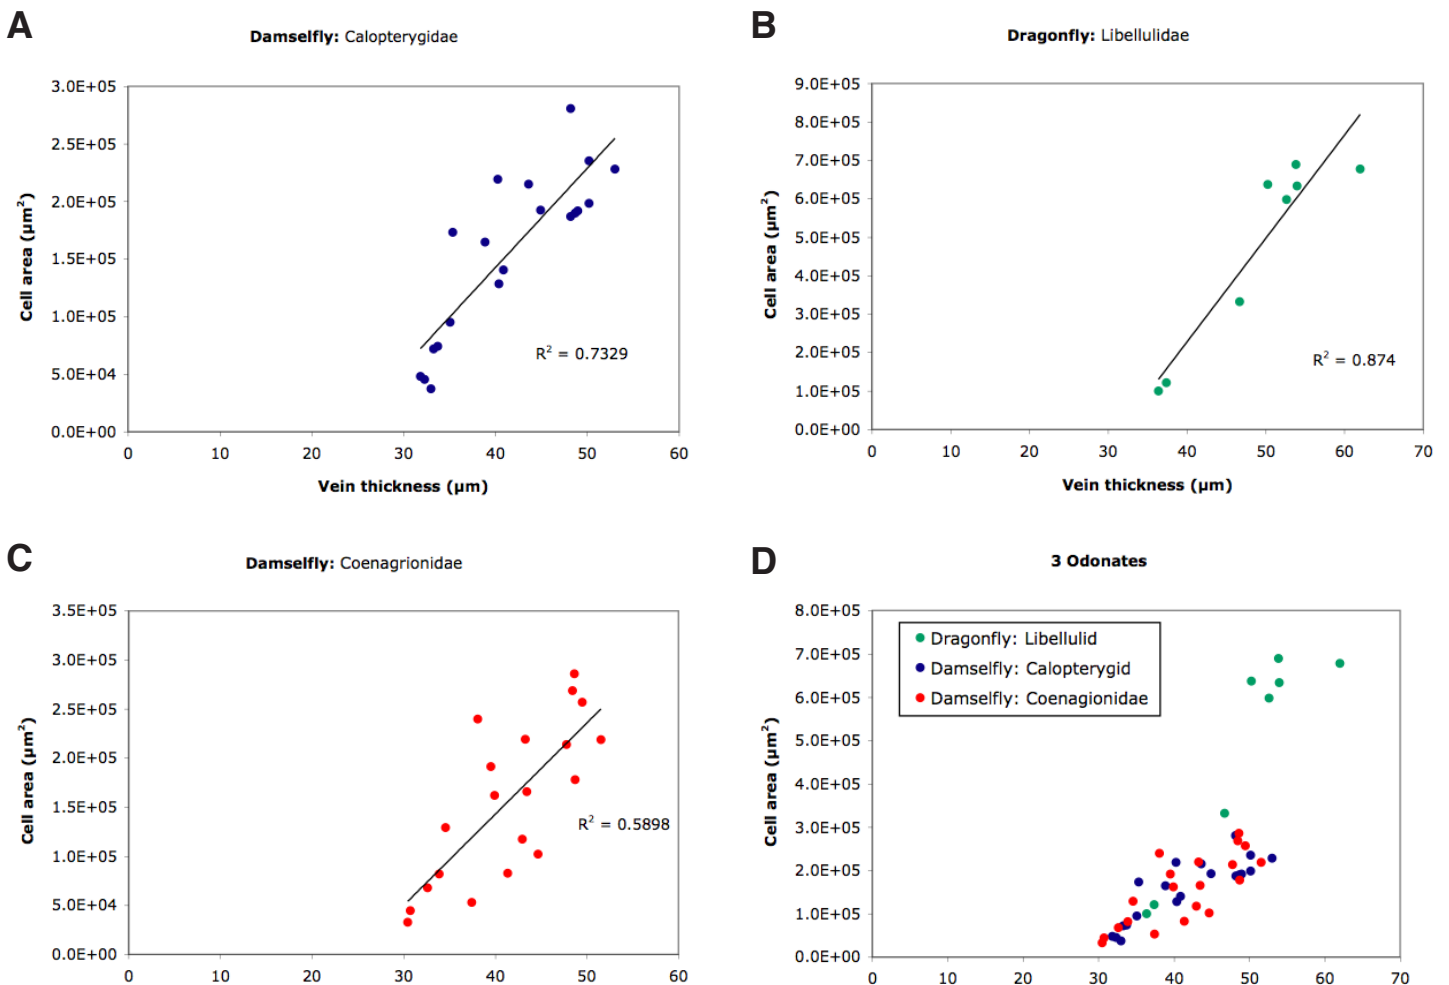 A
Damselfly: Calopterygidae
3.0E+05
2.5E+05
2.0E+05
1.5E+05
1.0E+05
5.0E+04
0.0E+00
Cell area (µm²)
R² = 0.7329
0 10 20 30 40 50 60
Vein thickness (µm)
B
Dragonfly: Libellulidae
9.0E+05
8.0E+05
7.0E+05
6.0E+05
5.0E+05
4.0E+05
3.0E+05
2.0E+05
1.0E+05
0.0E+00
Cell area (µm²)
R² = 0.874
0 10 20 30 40 50 60 70
Vein thickness (µm)
C
Damselfly: Coenagrionidae
3.5E+05
3.0E+05
2.5E+05
2.0E+05
1.5E+05
1.0E+05
5.0E+04
0.0E+00
Cell area (µm²)
R² = 0.5898
0 10 20 30 40 50 60
D
3 Odonates
8.0E+05
7.0E+05
6.0E+05
5.0E+05
4.0E+05
3.0E+05
2.0E+05
1.0E+05
0.0E+00
Cell area (µm²)
Dragonfly: Libellulid
Damselfly: Calopterygid
Damselfly: Coenagionidae
0 10 20 30 40 50 60 70